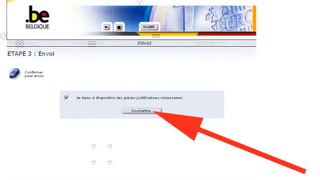 .be
BELGIQUE
ENVOI
ETAPE 3 : Envoi
Confirmer
pour envoi
Je tiens à disposition les pièces justificatives nécessaires
Soumettre